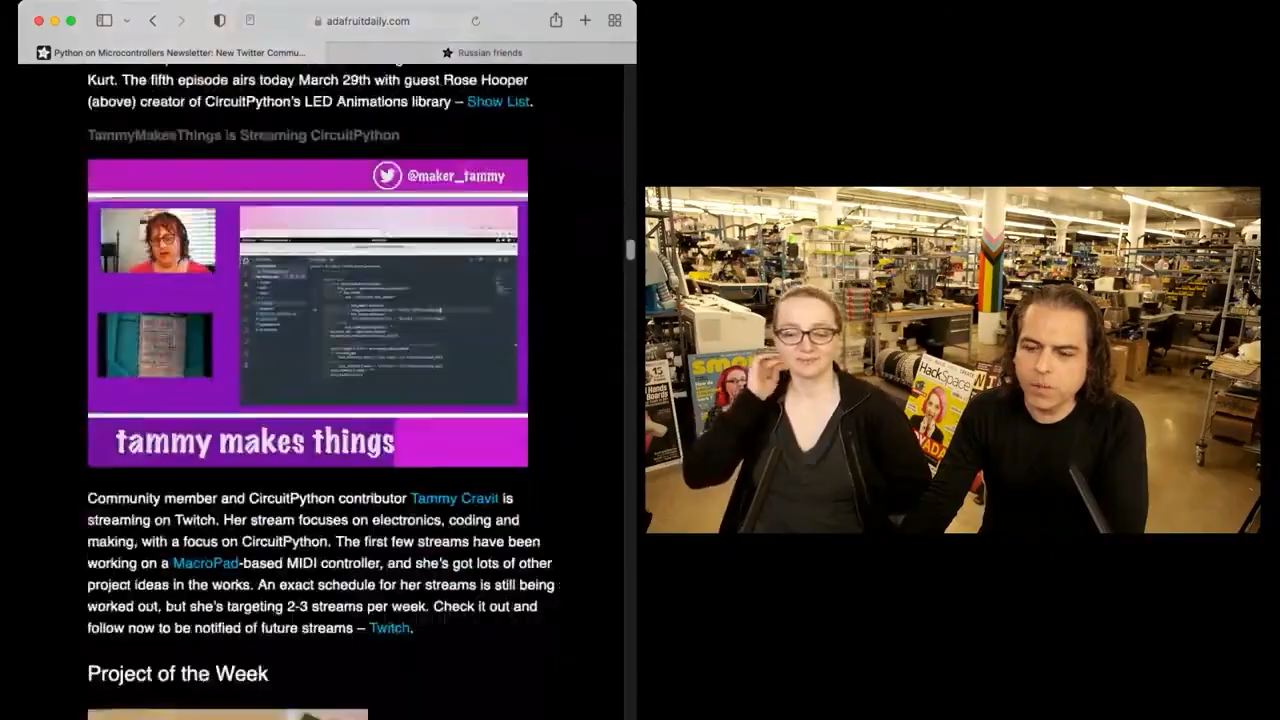 adafruitdaily.com
Python on Microcontrollers Newsletter: New Twitter Commu...
Russian friends
Kurt. The fifth episode airs today March 29th with guest Rose Hooper
(above) creator of CircuitPython's LED Animations library – Show List.
TammyMakesThings is Streaming CircuitPython
@maker_tammy
tammy makes things
Community member and CircuitPython contributor Tammy Cravit is
streaming on Twitch. Her stream focuses on electronics, coding and
making, with a focus on CircuitPython. The first few streams have been
working on a MacroPad-based MIDI controller, and she's got lots of other
project ideas in the works. An exact schedule for her streams is still being
worked out, but she's targeting 2-3 streams per week. Check it out and
follow now to be notified of future streams – Twitch.
Project of the Week
HackSpace